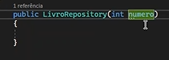 1 referência
public LivroRepository(int numero)
{
}